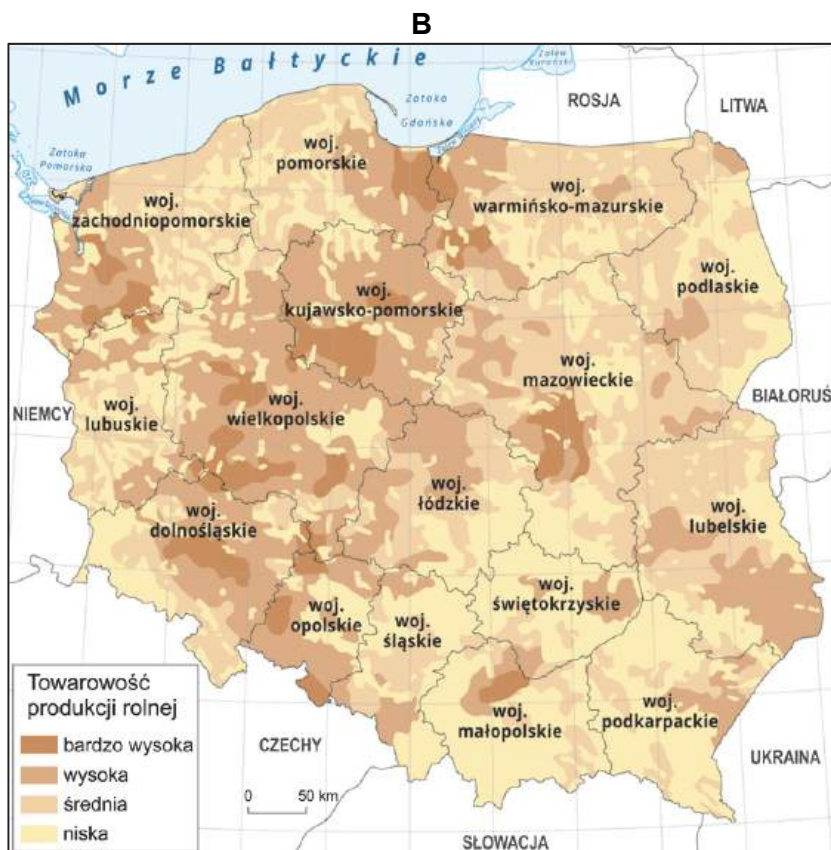 B
Morze Bałtyckie
Zalew
Kuroński
Zatoka
Gdańska
ROSJA
LITWA
Zatoka
Pomorska
woj.
pomorskie
woj.
warmińsko-mazurskie
woj.
zachodniopomorskie
woj.
podlaskie
woj.
kujawsko-pomorskie
woj.
mazowieckie
BIAŁORUŚ
NIEMCY
woj.
lubuskie
woj.
wielkopolskie
woj.
łódzkie
woj.
lubelskie
woj.
dolnośląskie
woj.
opolskie
woj.
śląskie
woj.
świętokrzyskie
woj.
małopolskie
woj.
podkarpackie
CZECHY
UKRAINA
SŁOWACJA
Towarowość
produkcji rolnej
bardzo wysoka
wysoka
średnia
niska
0 50 km